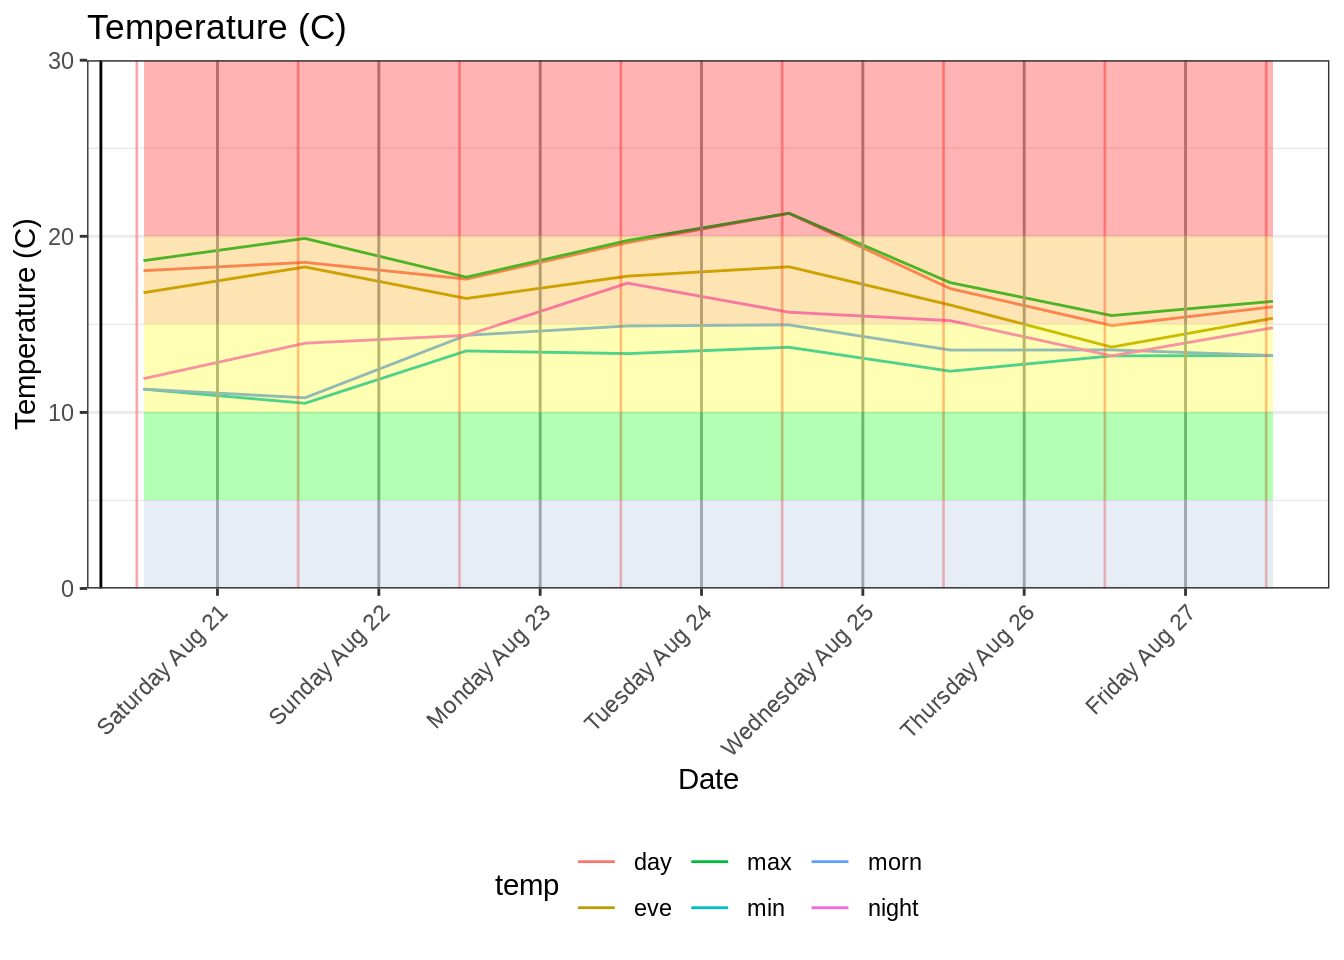 Temperature (C)
30
20
10
0
Temperature (C)
Saturday Aug 21
Sunday Aug 22
Monday Aug 23
Tuesday Aug 24
Wednesday Aug 25
Thursday Aug 26
Friday Aug 27
Date
temp
day max morn
eve min night